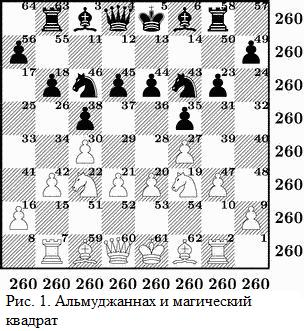 64 63 3 4 5 6 58 57 260
56 55 11 12 13 14 50 49 260
17 18 46 45 44 43 23 24 260
25 26 38 37 36 35 31 32 260
33 34 30 29 28 27 39 40 260
41 42 22 21 20 19 47 48 260
16 15 51 52 53 54 10 9 260
8 7 59 60 61 62 2 1 260
260 260 260 260 260 260 260 260
Рис. 1. Альмуджаннах и магический
квадрат